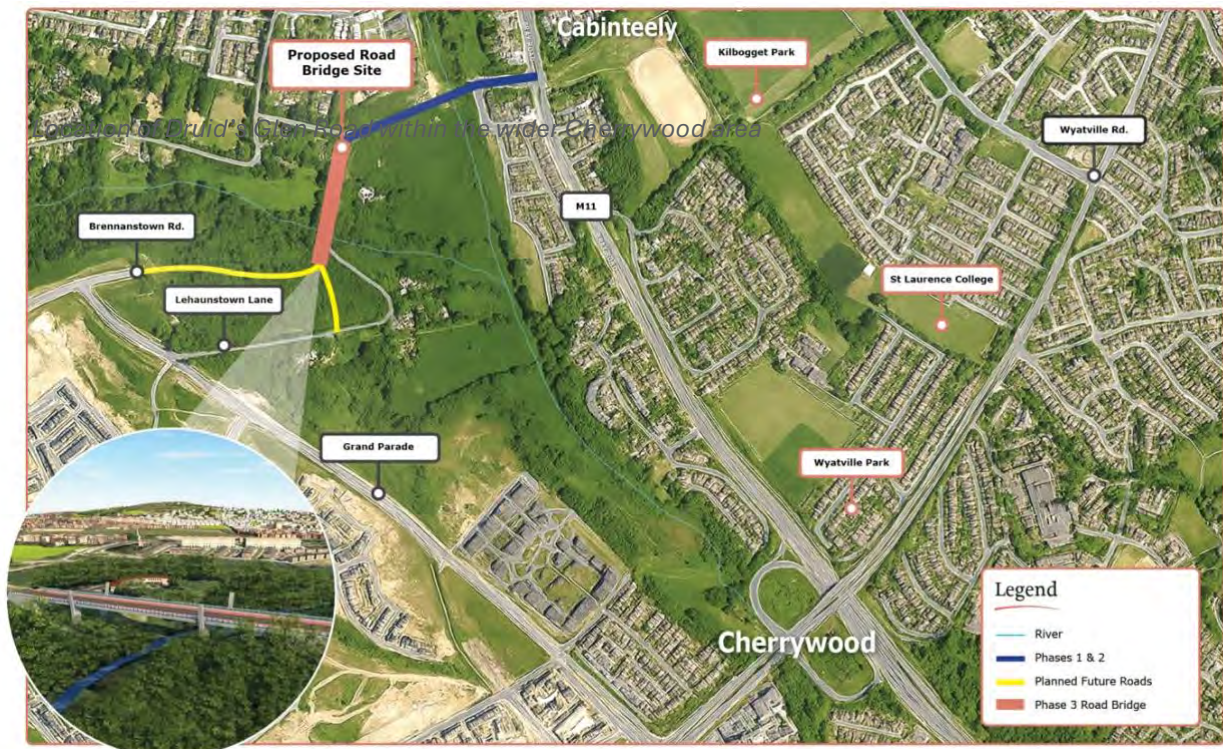 Cabinteely
Kilbogget Park
Proposed Road
Bridge Site
Location of Druid's Glen Road within the wider Cherrywood area
Wyatville Rd.
M11
Brennanstown Rd.
St Laurence College
Lehaunstown Lane
Grand Parade
Wyatville Park
Legend
River
Phases 1 & 2
Planned Future Roads
Phase 3 Road Bridge
Cherrywood